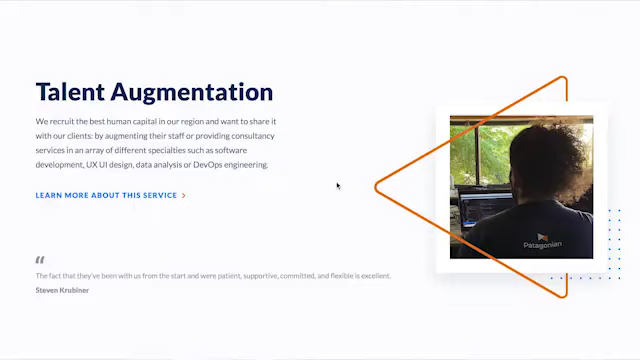 Talent Augmentation
We recruit the best human capital in our region and want to share it
with our clients: by augmenting their staff or providing consultancy
services in an array of different specialties such as software
development, UX UI design, data analysis or DevOps engineering.
LEARN MORE ABOUT THIS SERVICE >
“
The fact that they've been with us from the start and were patient, supportive, committed, and flexible is excellent.
Steven Krubiner
Patagonian